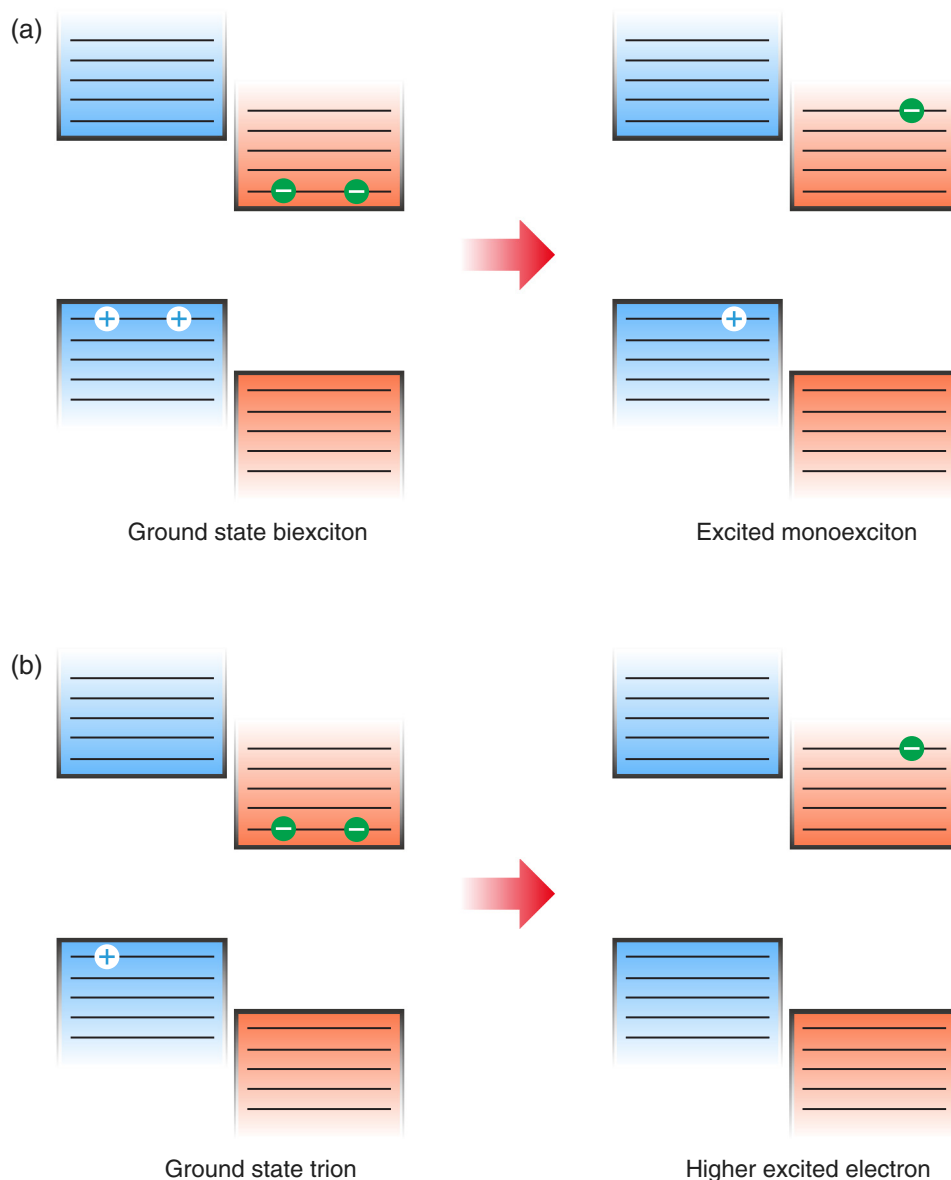 (a)
Ground state biexciton
Excited monoexciton
(b)
Ground state trion
Higher excited electron